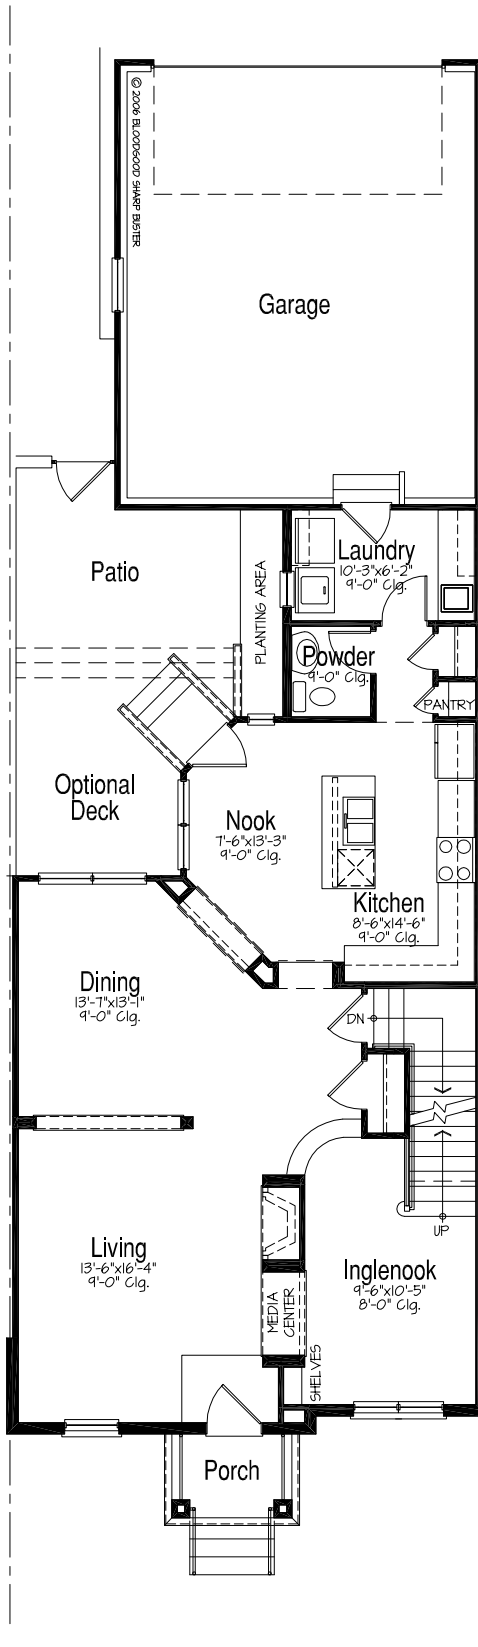 © 2006 BLOODGOOD SHARP BUSTER
Garage
Laundry
10'-3"x6'-2"
9'-0" Clg.
Patio
PLANTING AREA
Powder
9'-0" Clg.
PANTRY
Optional
Deck
Nook
7'-6"x13'-3"
9'-0" Clg.
Kitchen
8'-6"x14'-6"
9'-0" Clg.
Dining
13'-7"x13'-1"
9'-0" Clg.
DN
UP
Living
13'-6"x16'-4"
9'-0" Clg.
Inglenook
9'-6"x10'-5"
8'-0" Clg.
MEDIA
CENTER
SHELVES
Porch